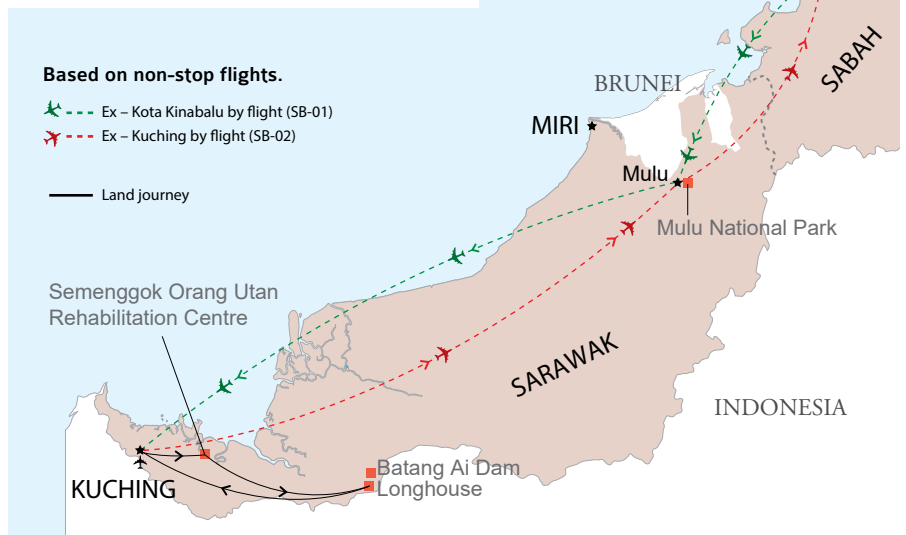 Based on non-stop flights.
Ex – Kota Kinabalu by flight (SB-01)
Ex – Kuching by flight (SB-02)
Land journey
SABAH
BRUNEI
MIRI
Mulu
Mulu National Park
Semenggok Orang Utan
Rehabilitation Centre
SARAWAK
INDONESIA
KUCHING
Batang Ai Dam
Longhouse